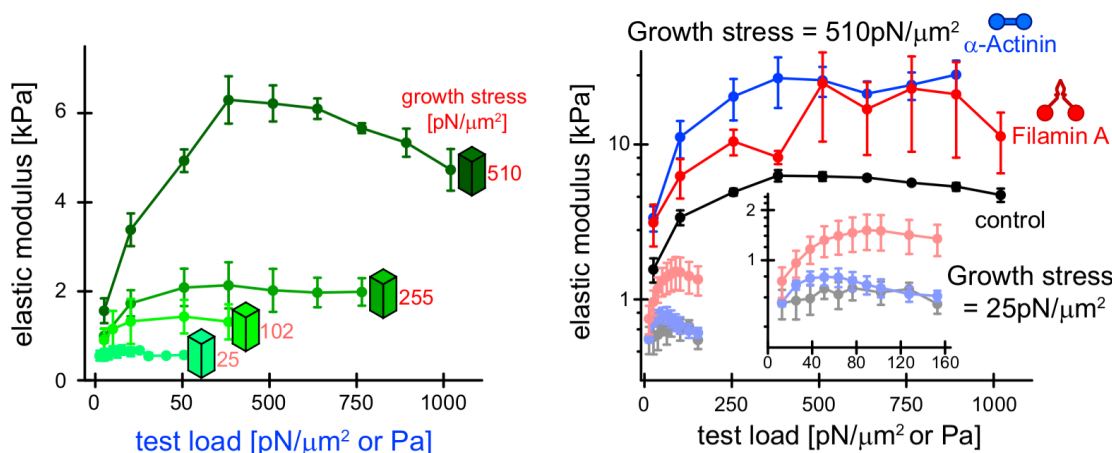 elastic modulus [kPa]
6
4
2
0
growth stress
[pN/μm²]
510
255
102
25
0
50
500
750
1000
test load [pN/μm² or Pa]
Growth stress = 510pN/μm²
α-Actinin
Filamin A
elastic modulus [kPa]
10
1
control
2
1
Growth stress
= 25pN/μm²
0
40
80
120
160
0
250
500
750
1000
test load [pN/μm² or Pa]